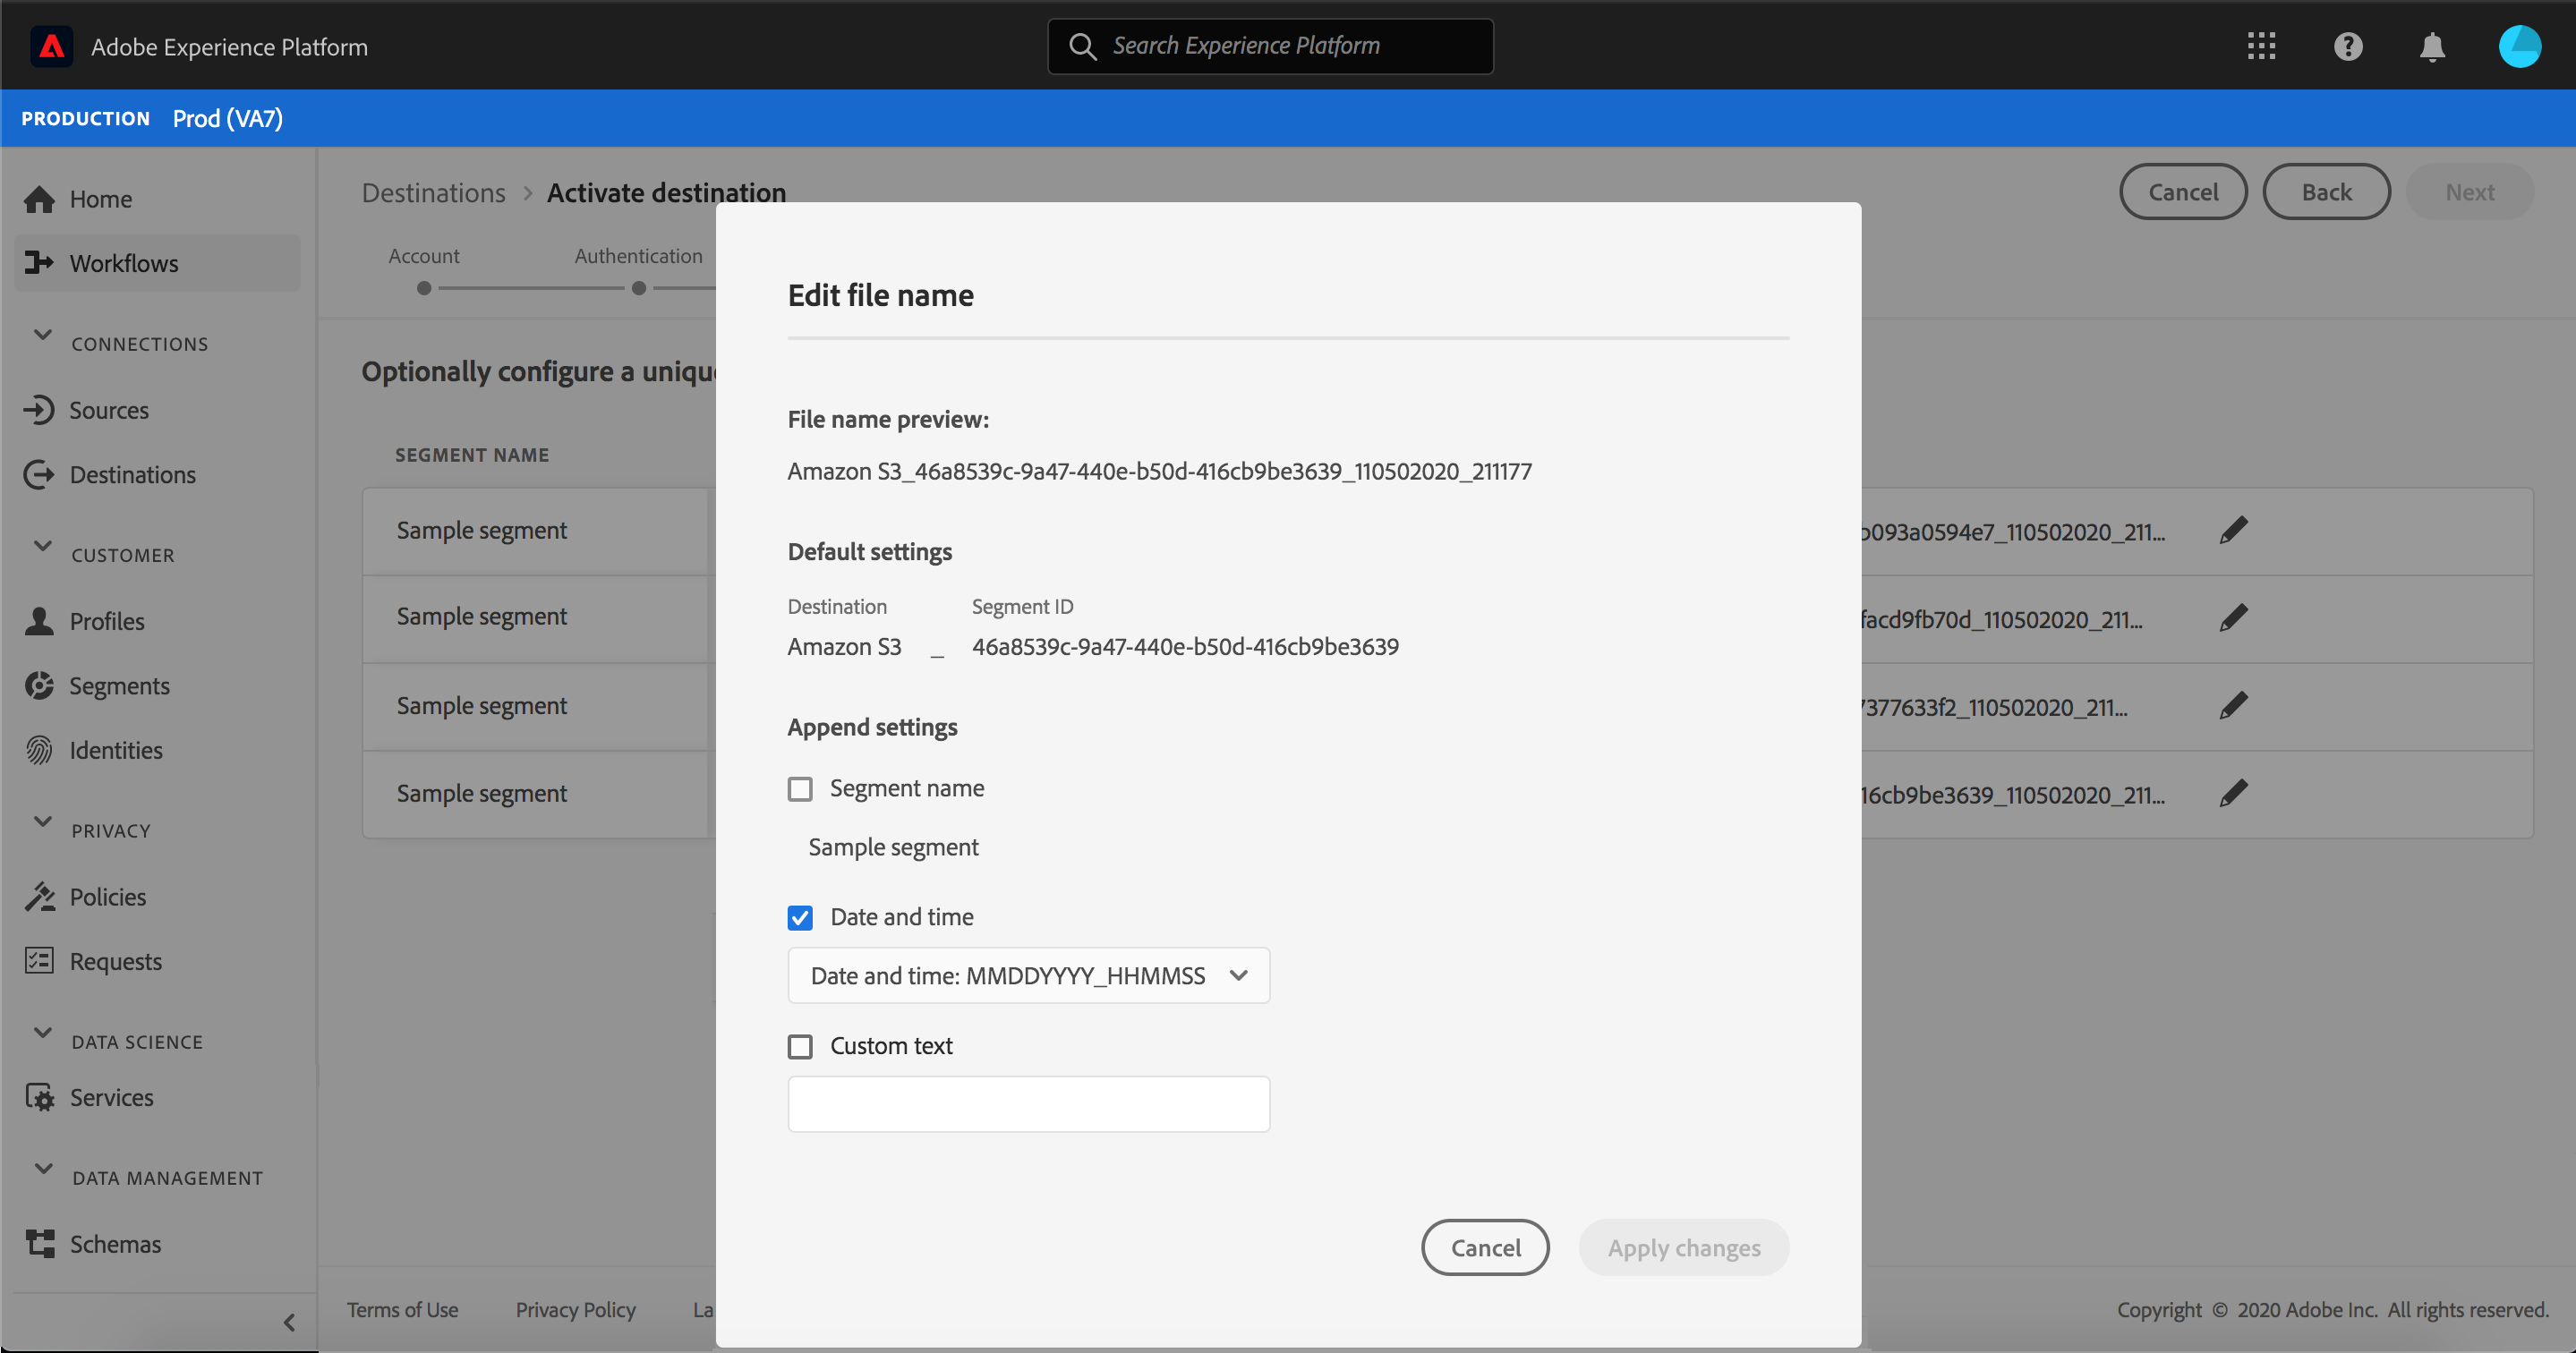 Adobe Experience Platform
Search Experience Platform
PRODUCTION Prod (VA7)
Home
Workflows
CONNECTIONS
Sources
Destinations
CUSTOMER
Profiles
Segments
Identities
PRIVACY
Policies
Requests
DATA SCIENCE
Services
DATA MANAGEMENT
Schemas
Destinations > Activate destination
Cancel
Back
Next
Account
Authentication
Optionally configure a uniqu
SEGMENT NAME
Sample segment
b093a0594e7_110502020_211...
Sample segment
facd9fb70d_110502020_211...
Sample segment
7377633f2_110502020_211...
Sample segment
16cb9be3639_110502020_211...
Edit file name
File name preview:
Amazon S3_46a8539c-9a47-440e-b50d-416cb9be3639_110502020_211177
Default settings
Destination Segment ID
Amazon S3 _ 46a8539c-9a47-440e-b50d-416cb9be3639
Append settings
Segment name
Sample segment
Date and time
Date and time: MMDDYYYY_HHMMSS
Custom text
Cancel
Apply changes
Terms of Use
Privacy Policy
La
Copyright © 2020 Adobe Inc. All rights reserved.